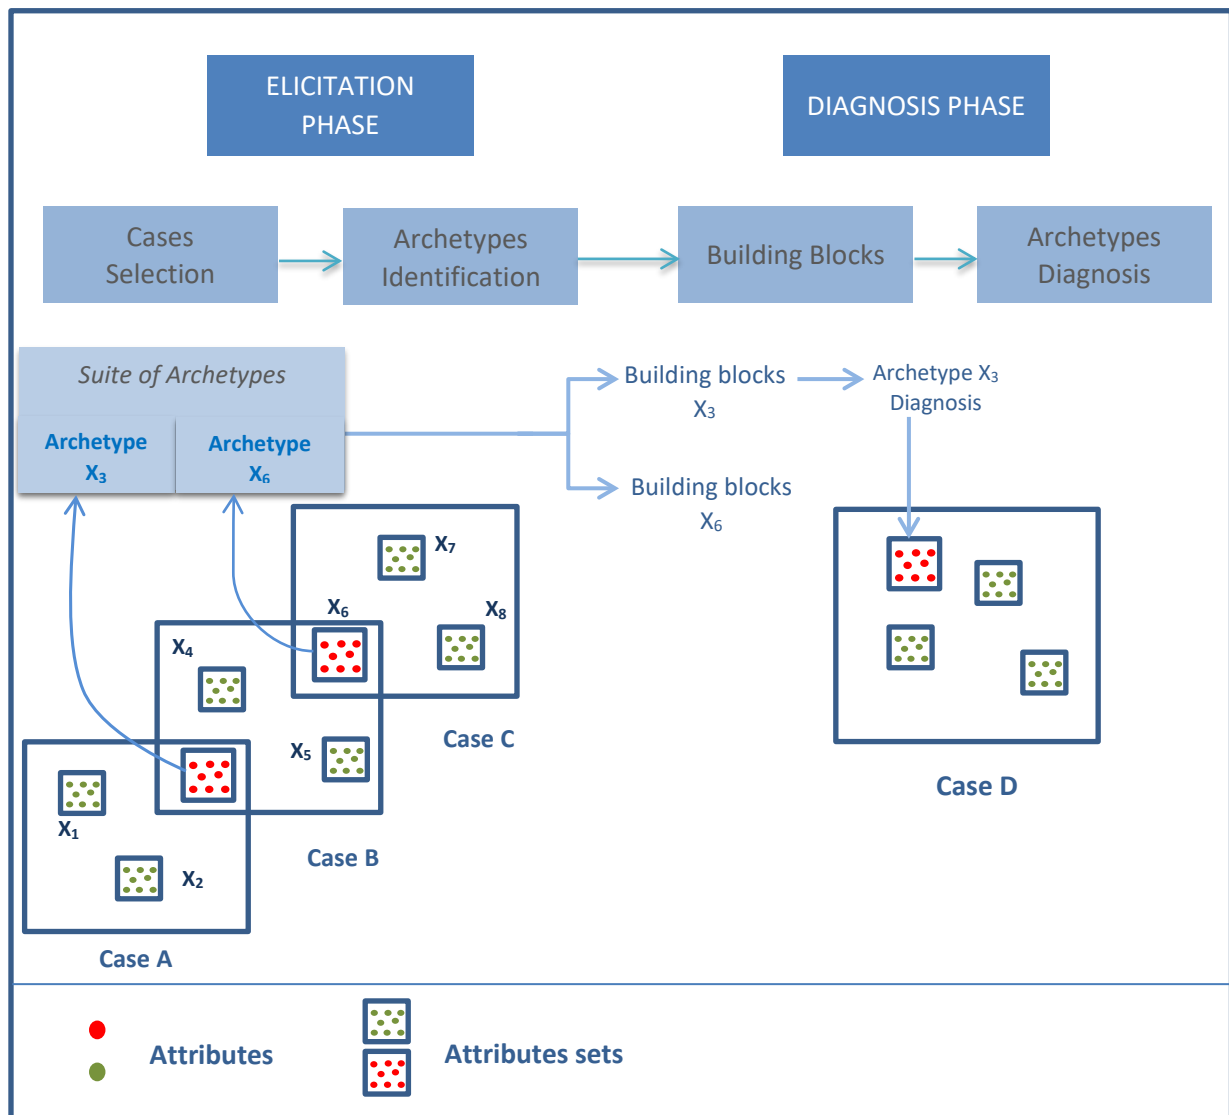 ELICITATION
PHASE
DIAGNOSIS PHASE
Cases
Selection
Archetypes
Identification
Building Blocks
Archetypes
Diagnosis
Suite of Archetypes
Archetype
X₃
Archetype
X₆
Building blocks
X₃
Archetype X₃
Diagnosis
Building blocks
X₆
X₇
X₆
X₈
X₄
X₅
Case C
X₁
X₂
Case B
Case A
Case D
Attributes
Attributes sets